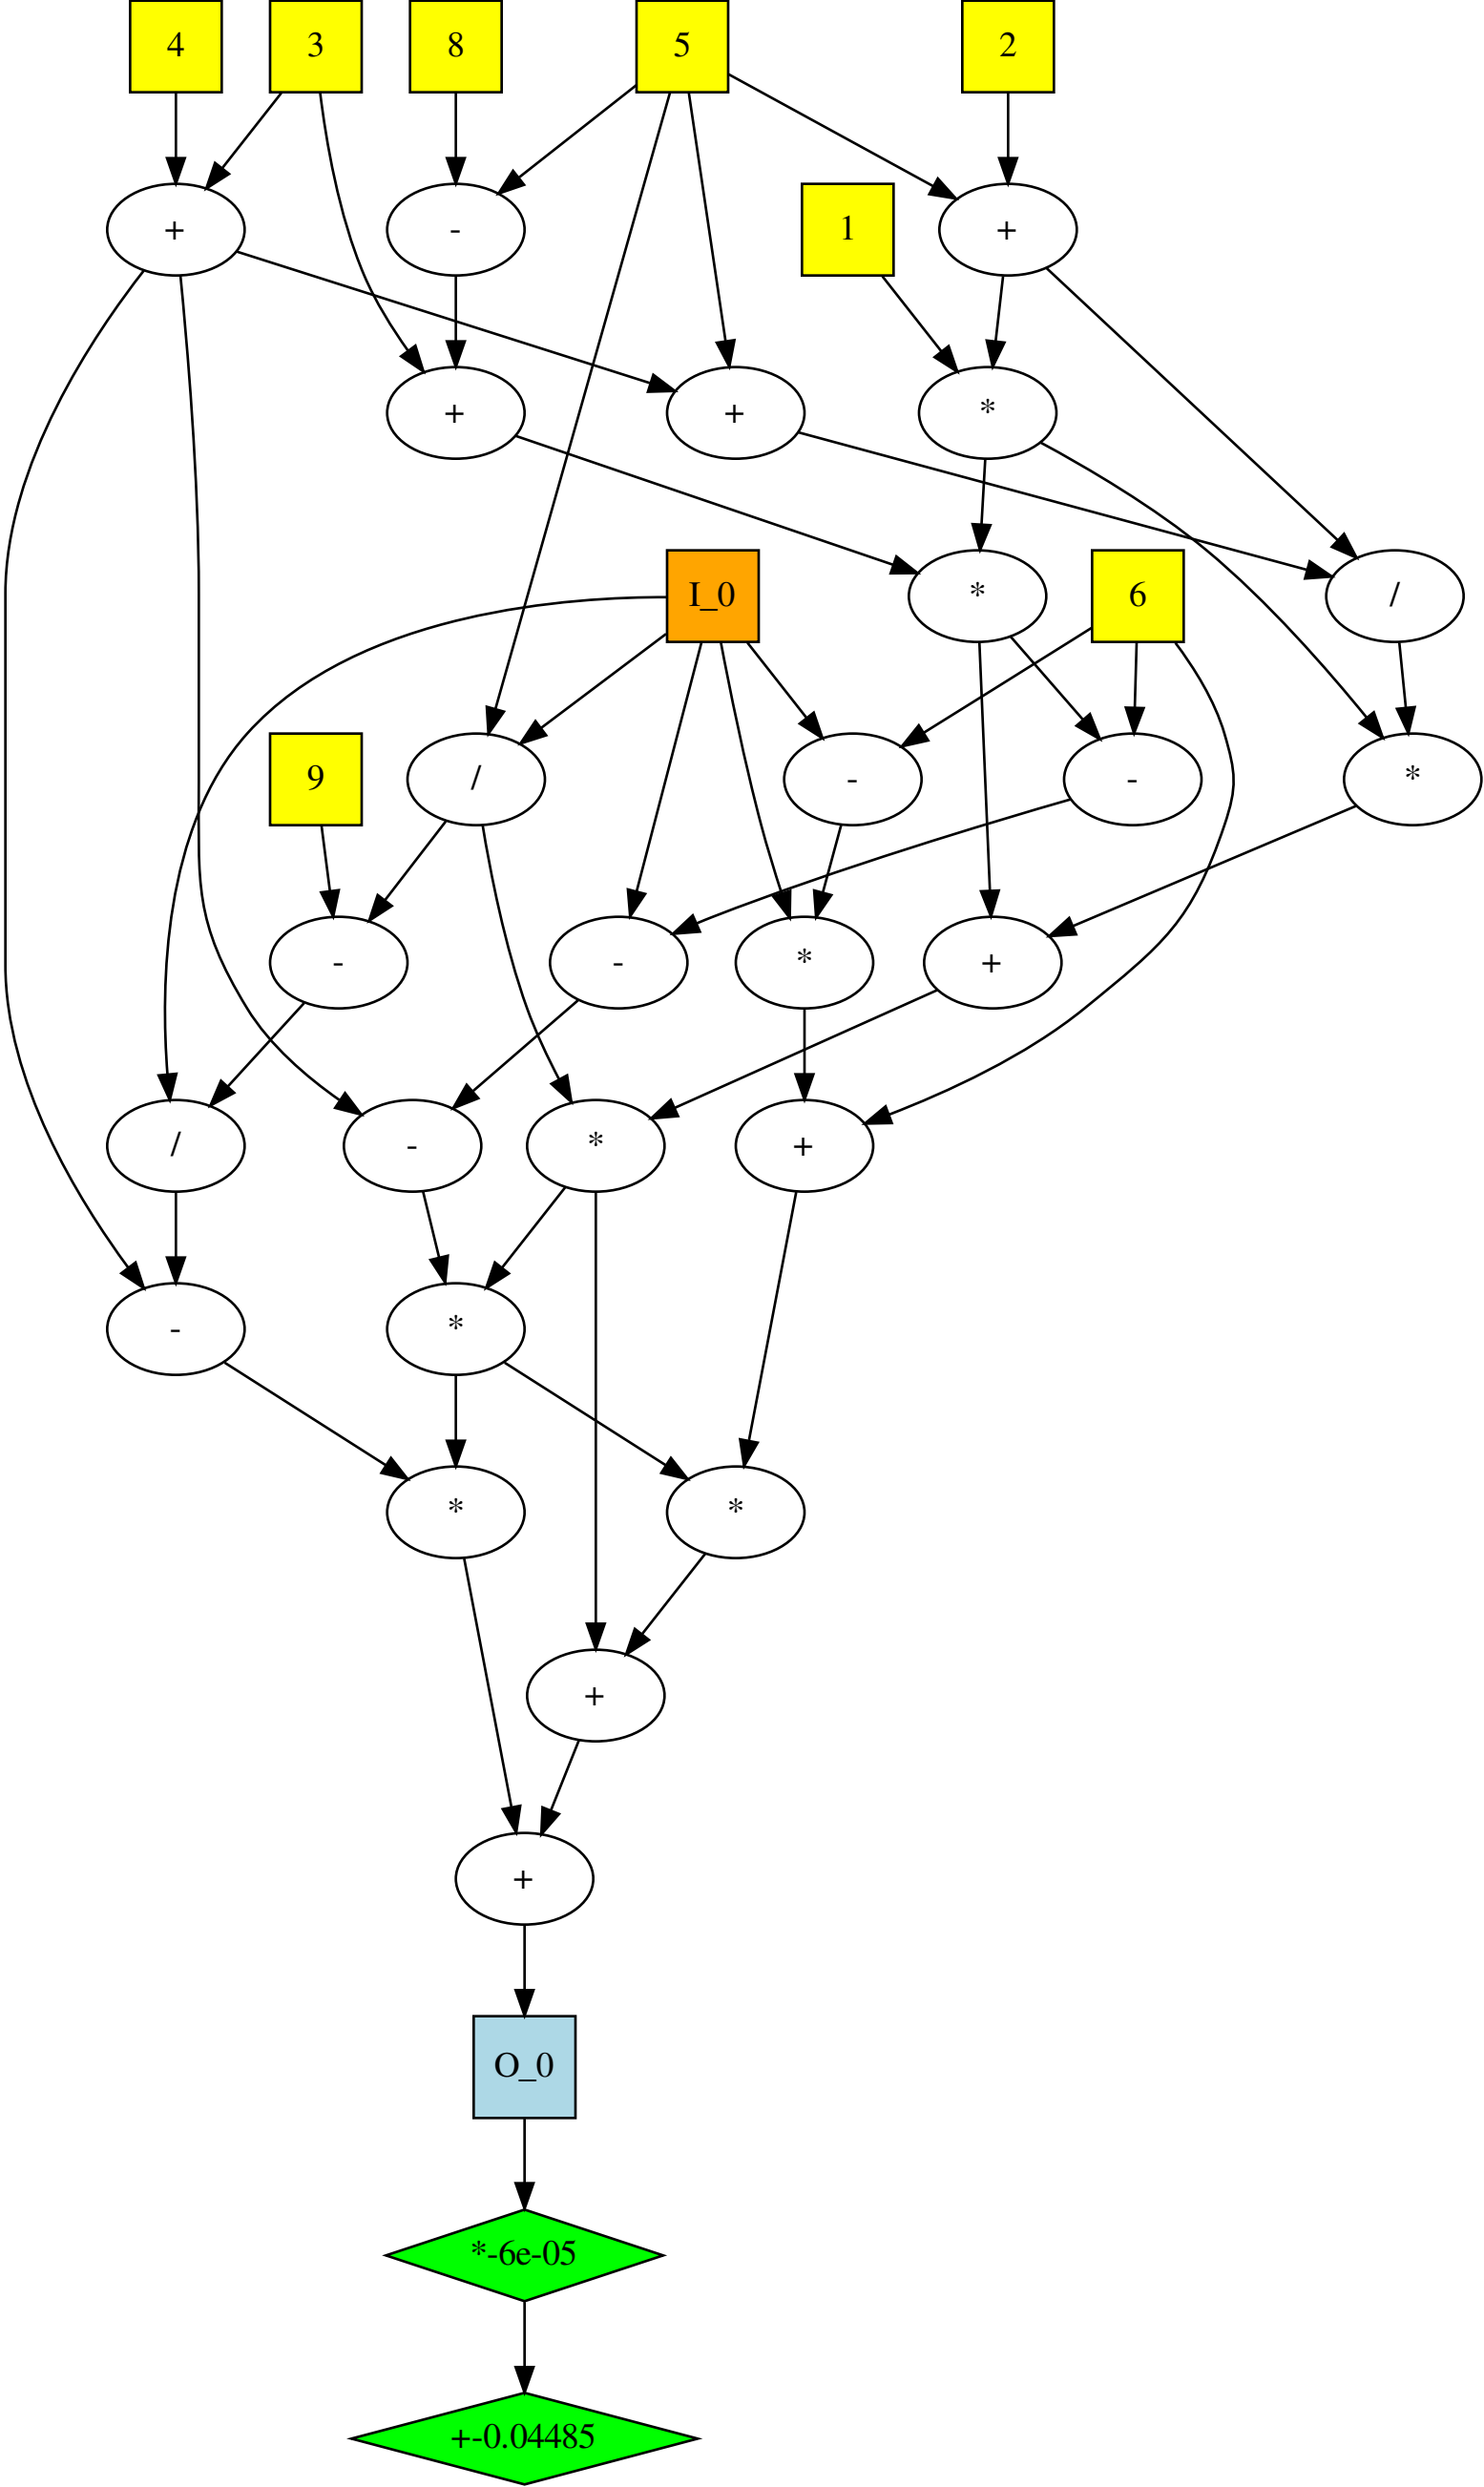 4 3 8 5 2
+ - 1 +
+ + *
I_0 * 6 /
9 / - - *
- - * +
/ - * +
- *
* *
+
+
O_0
*-6e-05
+-0.04485